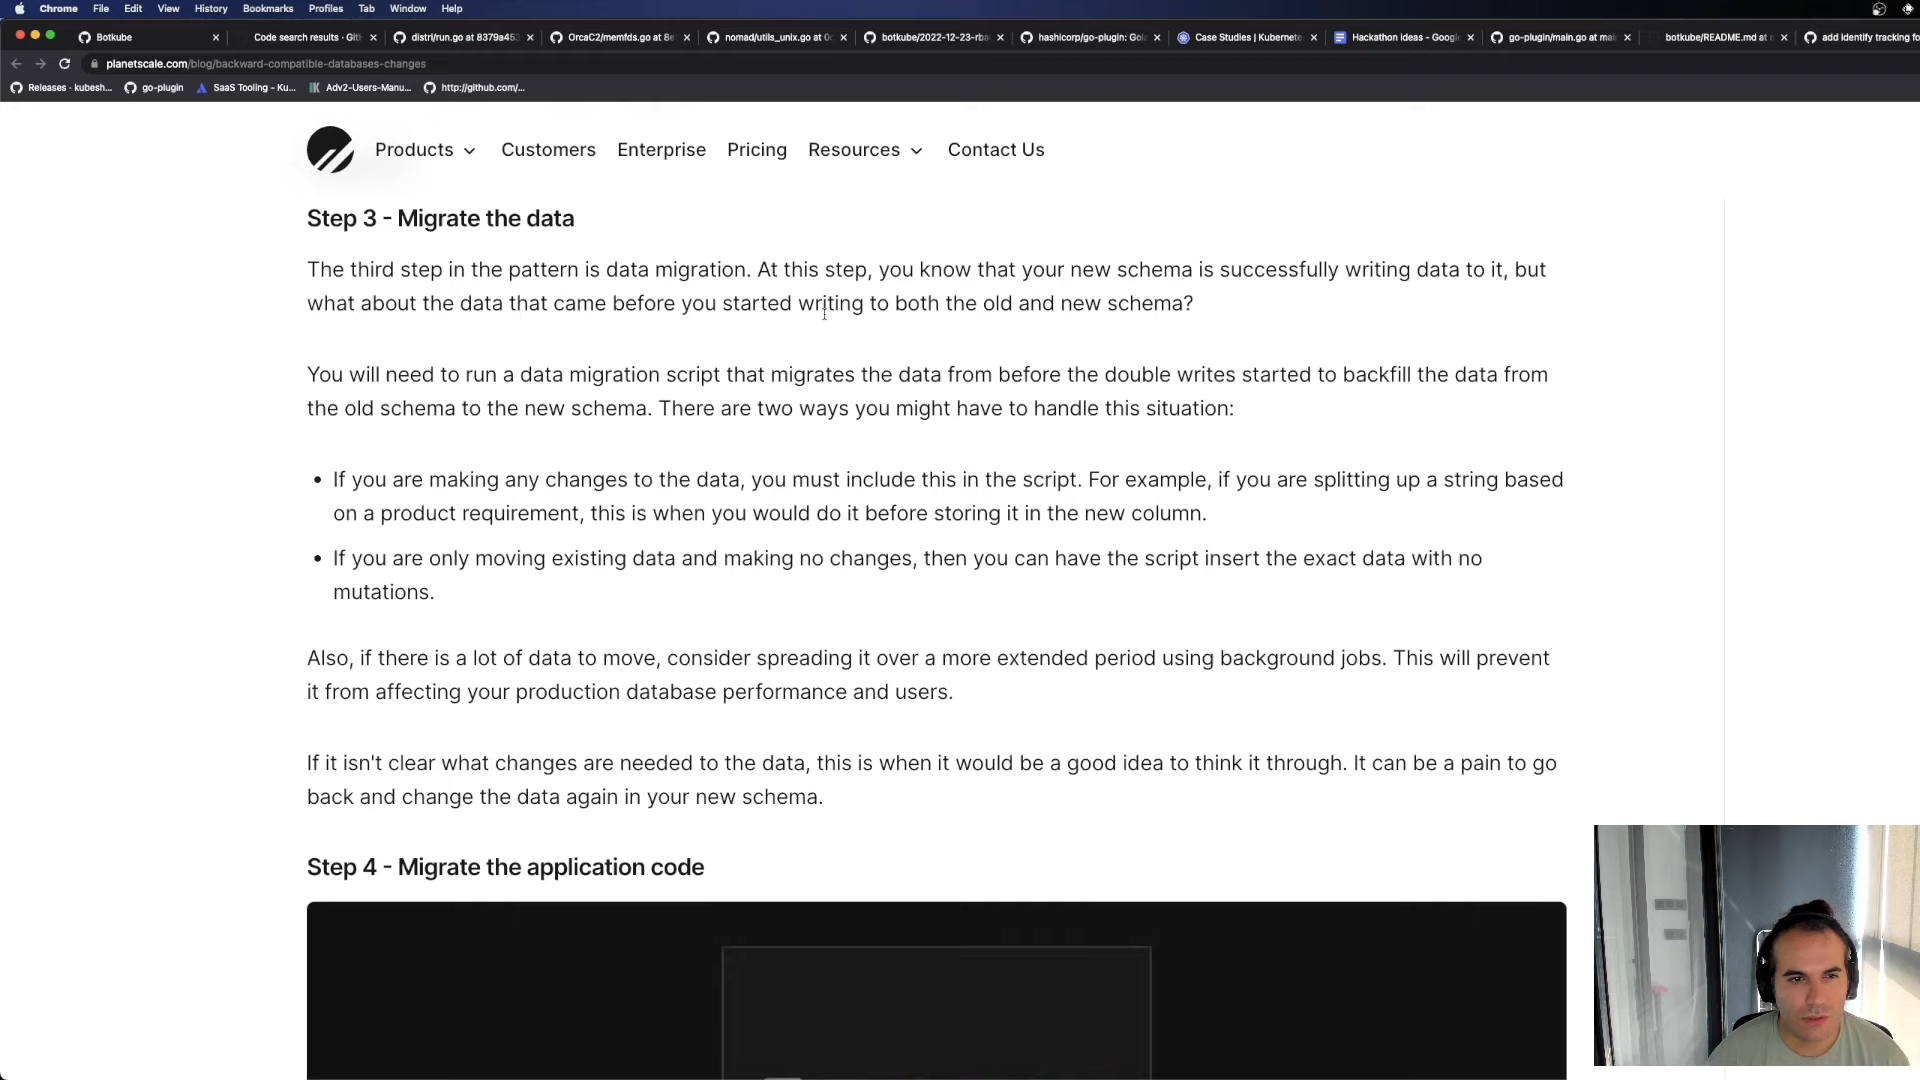 Chrome File Edit View History Bookmarks Profiles Tab Window Help
Botkube Code search results · Git distri/run.go at 8379a45 OrcaC2/memfds.go at 8e nomad/utils_unix.go at botkube/2022-12-23-rba hashicorp/go-plugin: Gol Case Studies | Kubernete Hackathon ideas - Google go-plugin/main.go at mai botkube/README.md at add identify tracking fo
planetscale.com/blog/backward-compatible-databases-changes
Releases · kubesh... go-plugin SaaS Tooling - Ku... Adv2-Users-Manu... http://github.com/...
Products Customers Enterprise Pricing Resources Contact Us
Step 3 - Migrate the data
The third step in the pattern is data migration. At this step, you know that your new schema is successfully writing data to it, but
what about the data that came before you started writing to both the old and new schema?
You will need to run a data migration script that migrates the data from before the double writes started to backfill the data from
the old schema to the new schema. There are two ways you might have to handle this situation:
• If you are making any changes to the data, you must include this in the script. For example, if you are splitting up a string based
on a product requirement, this is when you would do it before storing it in the new column.
• If you are only moving existing data and making no changes, then you can have the script insert the exact data with no
mutations.
Also, if there is a lot of data to move, consider spreading it over a more extended period using background jobs. This will prevent
it from affecting your production database performance and users.
If it isn't clear what changes are needed to the data, this is when it would be a good idea to think it through. It can be a pain to go
back and change the data again in your new schema.
Step 4 - Migrate the application code